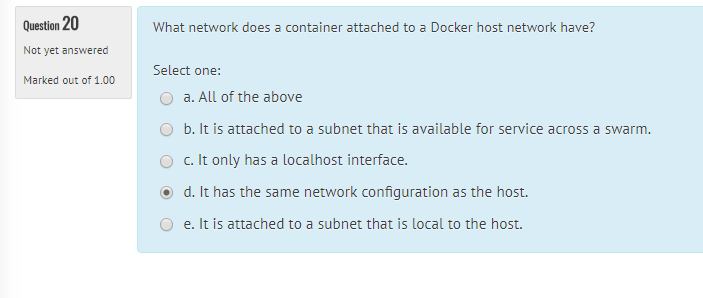 Question 20
Not yet answered
Marked out of 1.00
What network does a container attached to a Docker host network have?
Select one:
a. All of the above
b. It is attached to a subnet that is available for service across a swarm.
c. It only has a localhost interface.
d. It has the same network configuration as the host.
e. It is attached to a subnet that is local to the host.